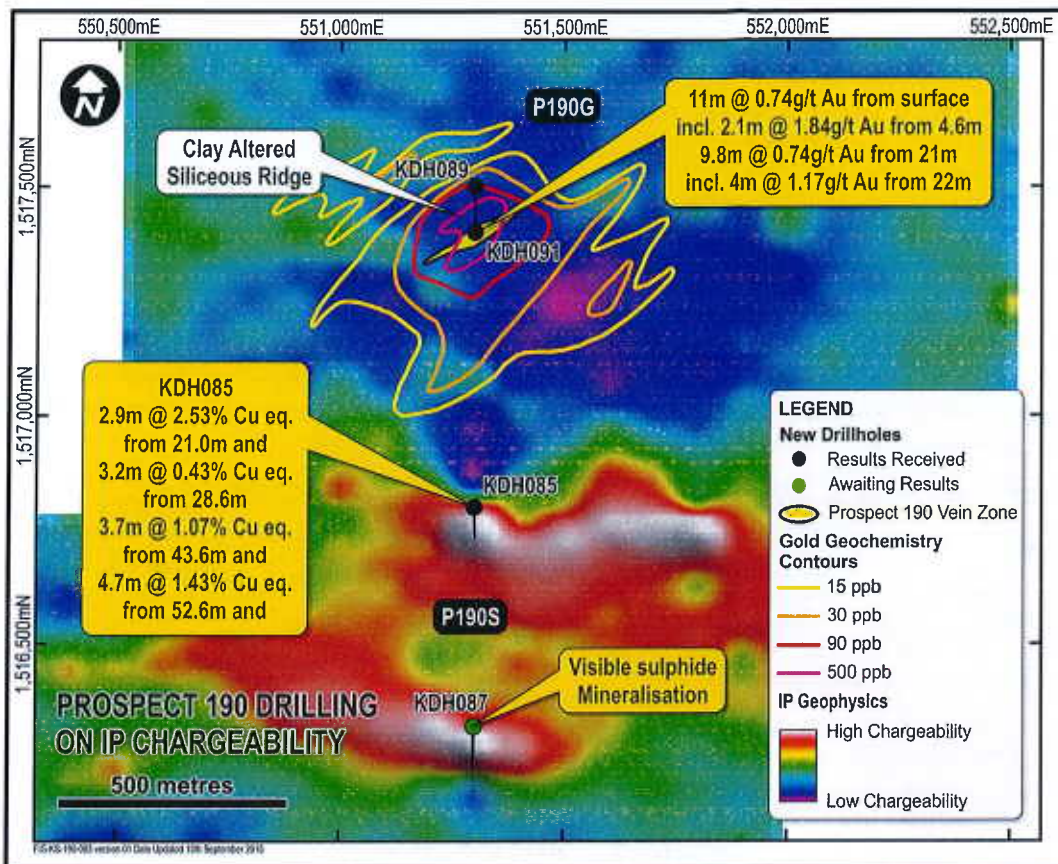 550,500mE
551,000mE
551,500mE
552,000mE
552,500mE
1,517,500mN
1,517,000mN
1,516,500mN
N
P190G
11m @ 0.74g/t Au from surface
incl. 2.1m @ 1.84g/t Au from 4.6m
9.8m @ 0.74g/t Au from 21m
incl. 4m @ 1.17g/t Au from 22m
Clay Altered
Siliceous Ridge
KDH089
KDH091
KDH085
2.9m @ 2.53% Cu eq.
from 21.0m and
3.2m @ 0.43% Cu eq.
from 28.6m
3.7m @ 1.07% Cu eq.
from 43.6m and
4.7m @ 1.43% Cu eq.
from 52.6m and
KDH085
P190S
Visible sulphide
Mineralisation
KDH087
PROSPECT 190 DRILLING
ON IP CHARGEABILITY
500 metres
LEGEND
New Drillholes
Results Received
Awaiting Results
Prospect 190 Vein Zone
Gold Geochemistry
Contours
15 ppb
30 ppb
90 ppb
500 ppb
IP Geophysics
High Chargeability
Low Chargeability